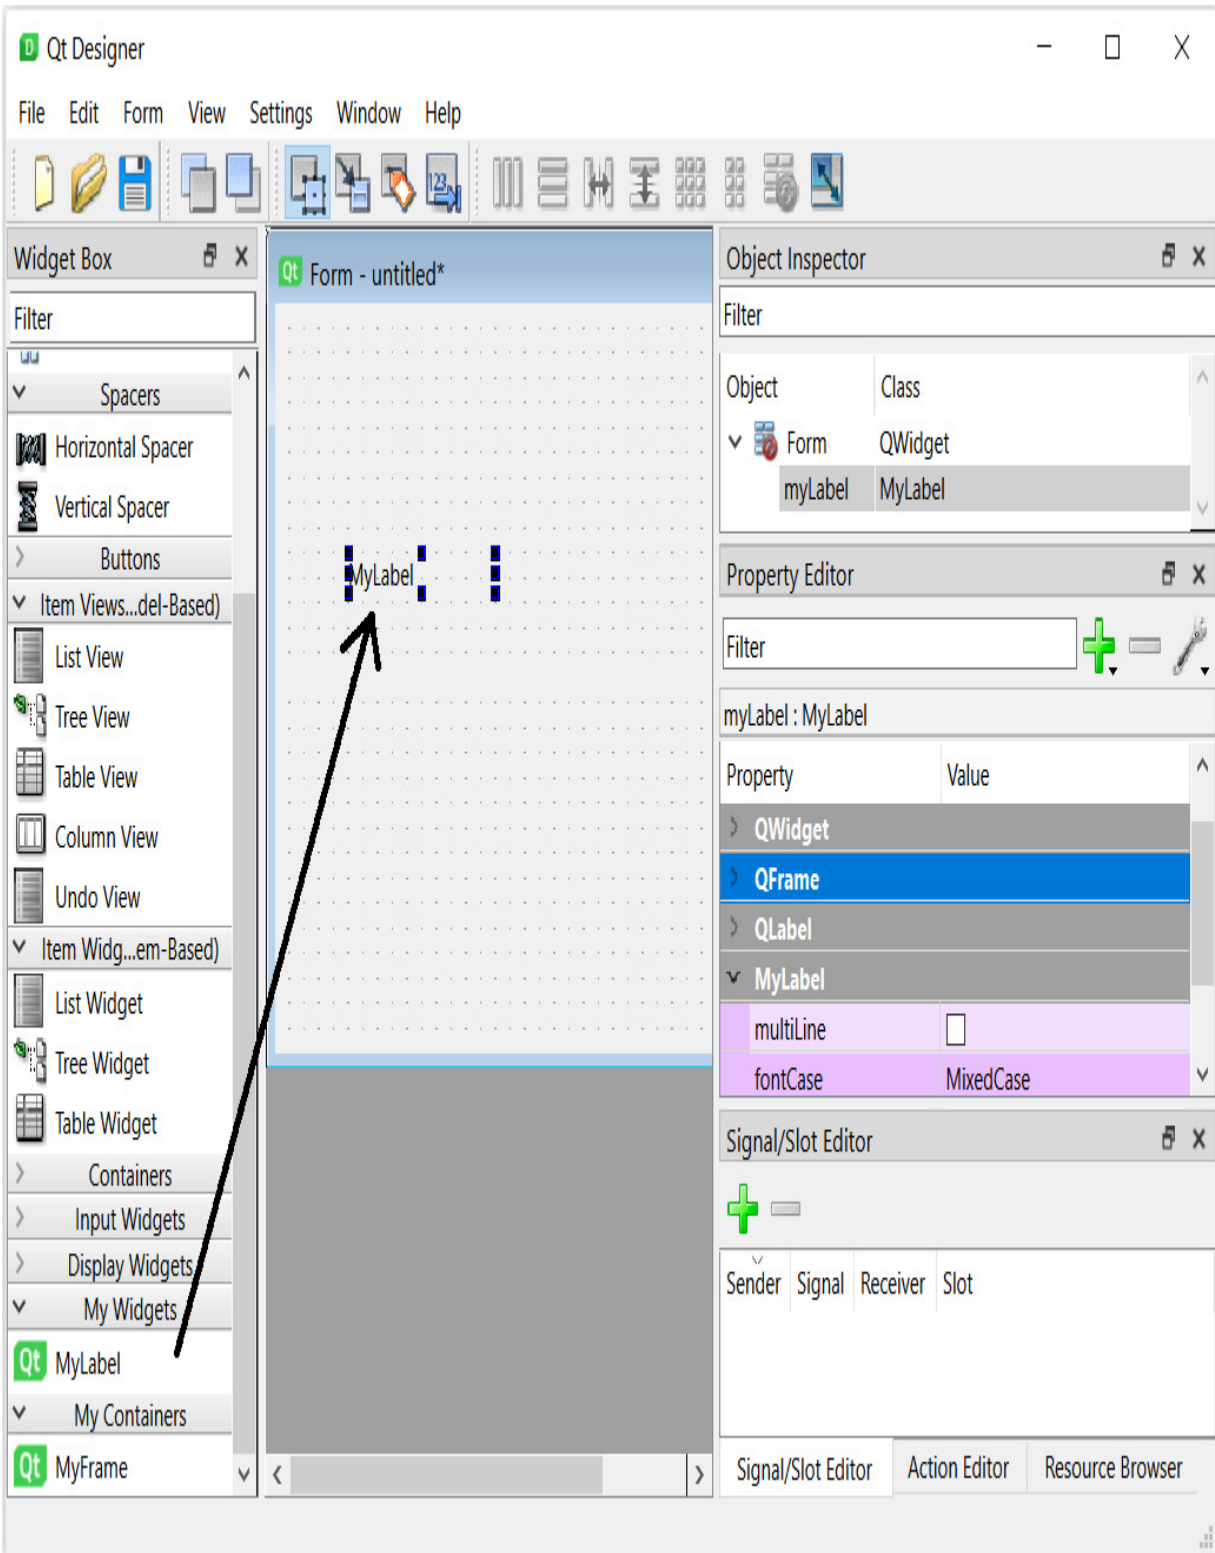 Qt Designer
File Edit Form View Settings Window Help
123
Widget Box
Filter
Spacers
Horizontal Spacer
Vertical Spacer
Buttons
Item Views...del-Based)
List View
Tree View
Table View
Column View
Undo View
Item Widg...em-Based)
List Widget
Tree Widget
Table Widget
Containers
Input Widgets
Display Widgets
My Widgets
Qt MyLabel
My Containers
Qt MyFrame
Qt Form - untitled*
MyLabel
Object Inspector
Filter
Object Class
Form QWidget
myLabel MyLabel
Property Editor
Filter
myLabel : MyLabel
Property Value
QWidget
QFrame
QLabel
MyLabel
multiLine
fontCase MixedCase
Signal/Slot Editor
Sender Signal Receiver Slot
Signal/Slot Editor Action Editor Resource Browser